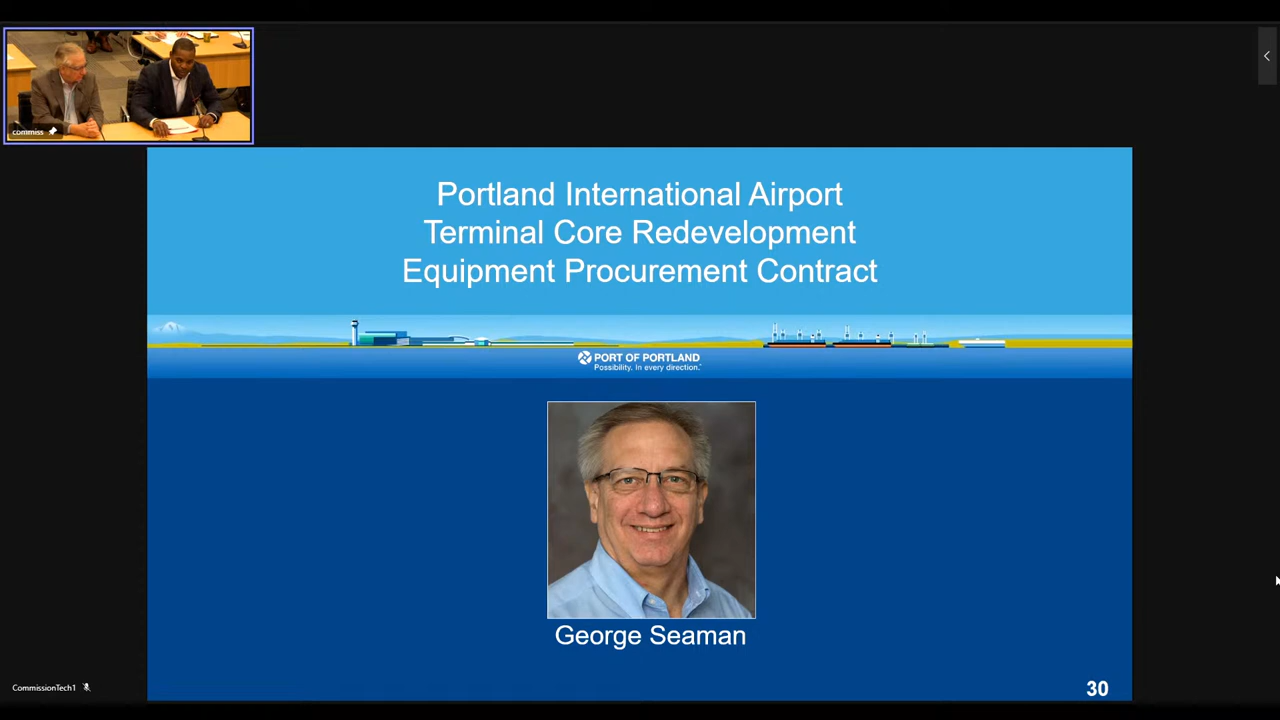 commiss
Portland International Airport
Terminal Core Redevelopment
Equipment Procurement Contract
PORT OF PORTLAND
Possibility. In every direction.
George Seaman
CommissionTech1
30